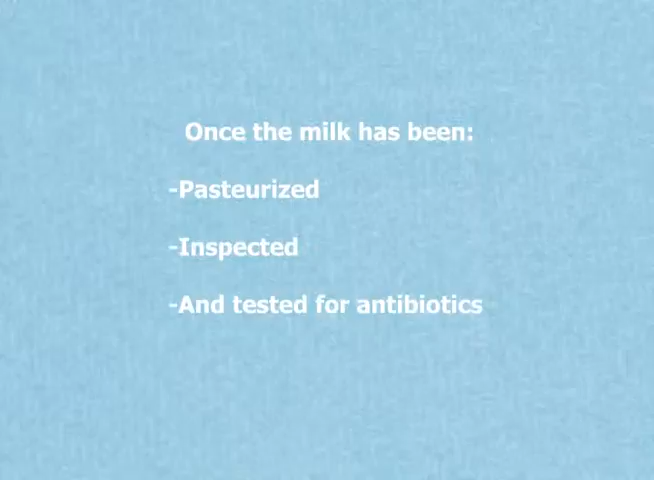 Once the milk has been:
-Pasteurized
-Inspected
-And tested for antibiotics